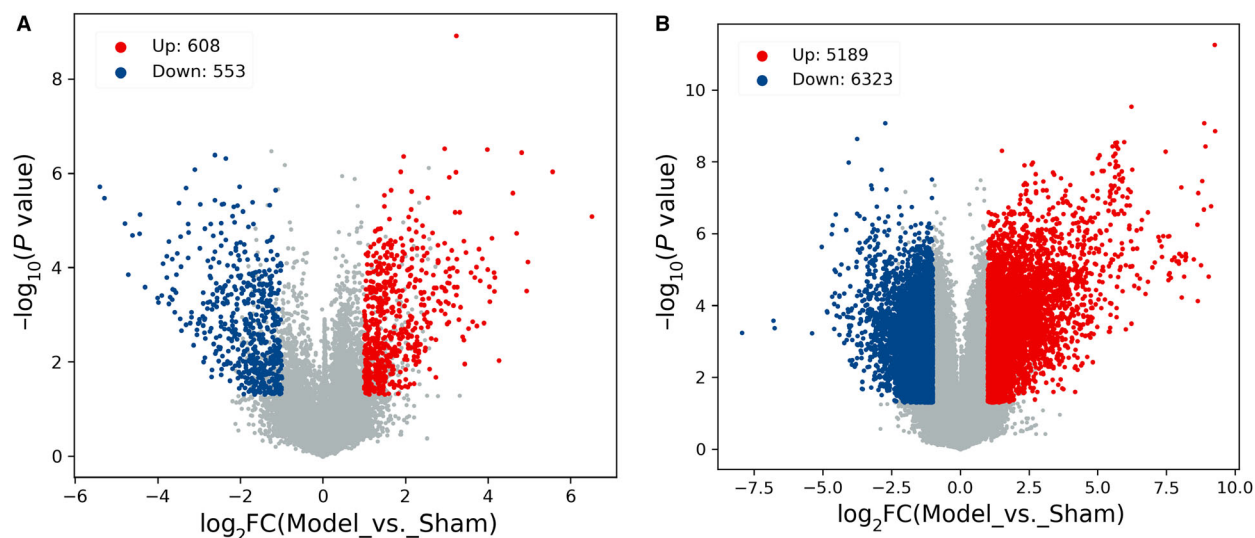 A
Up: 608
Down: 553
8
6
4
2
0
−log₁₀(P value)
−6
−4
−2
0
2
4
6
log₂FC(Model_vs._Sham)
B
Up: 5189
Down: 6323
10
8
6
4
2
0
−log₁₀(P value)
−7.5
−5.0
−2.5
0.0
2.5
5.0
7.5
10.0
log₂FC(Model_vs._Sham)